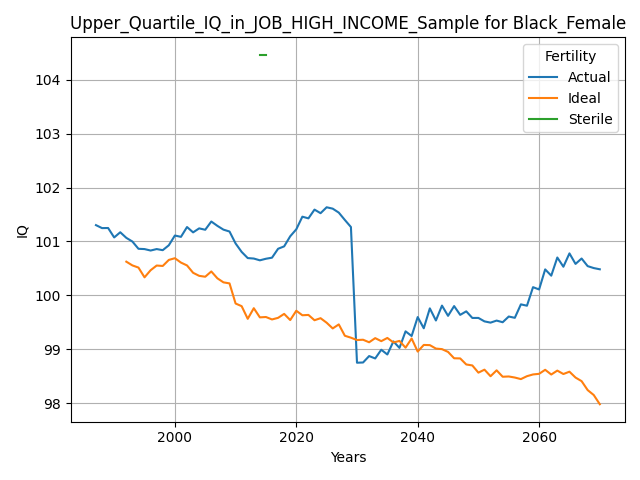 Upper_Quartile_IQ_in_JOB_HIGH_INCOME_Sample for Black_Female
Fertility
Actual
Ideal
Sterile
104
103
102
101
100
99
98
IQ
2000
2020
2040
2060
Years